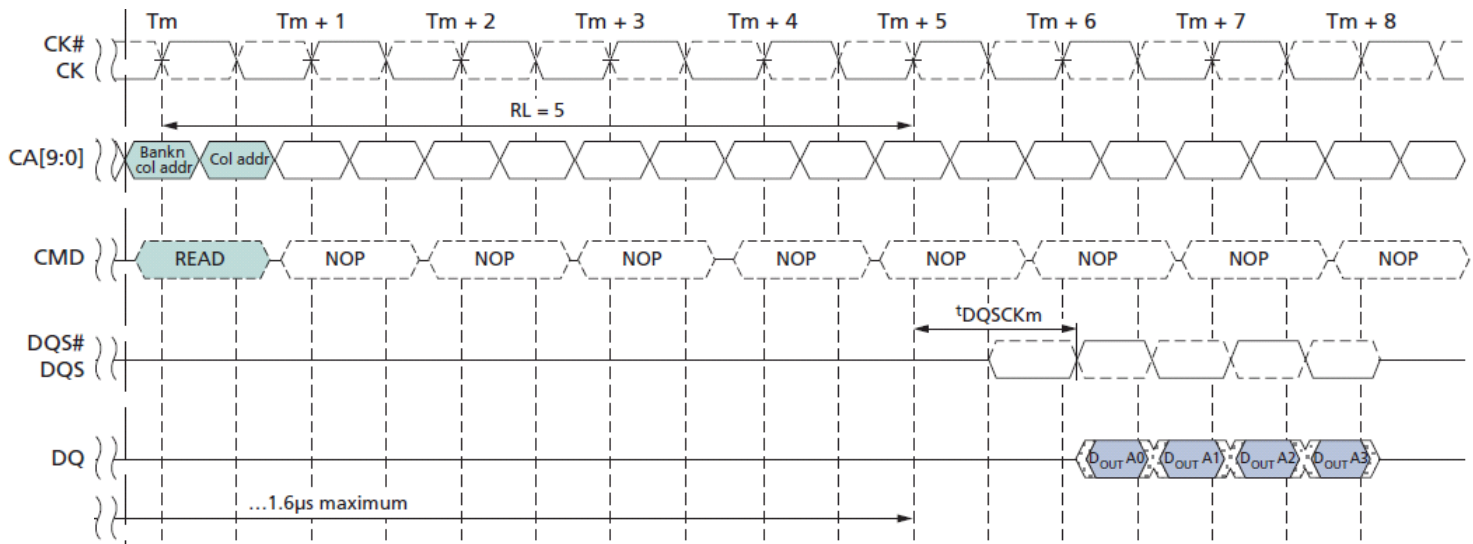 Tm Tm + 1 Tm + 2 Tm + 3 Tm + 4 Tm + 5 Tm + 6 Tm + 7 Tm + 8
CK#
CK
RL = 5
CA[9:0] Bankn col addr Col addr
CMD READ NOP NOP NOP NOP NOP NOP NOP NOP
tDQSCKm
DQS#
DQS
DQ DOUT A0 DOUT A1 DOUT A2 DOUT A3
...1.6µs maximum